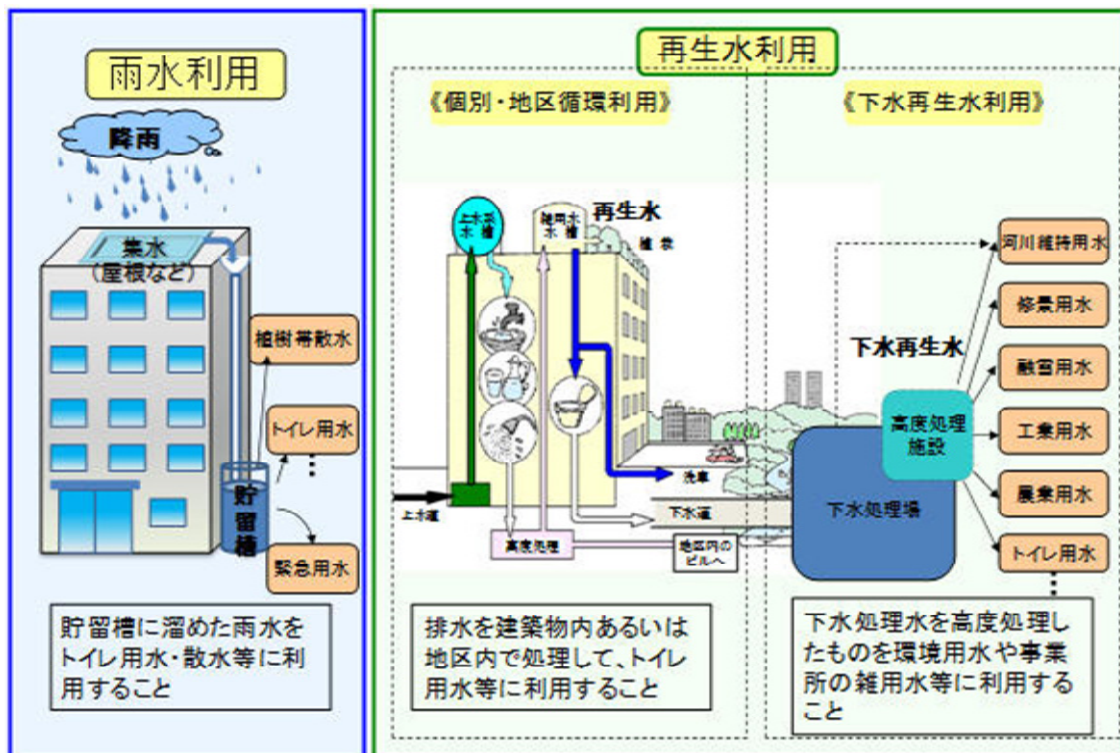 雨水利用
降雨
集水
(屋根など)
植樹帯散水
トイレ用水
貯留槽
緊急用水
貯留槽に溜めた雨水を
トイレ用水・散水等に利
用すること
再生水利用
《個別・地区循環利用》
上水系
水槽
雑用水
水槽
再生水
植栽
洗車
上水道
下水道
高度処理
地区内の
ビルへ
排水を建築物内あるいは
地区内で処理して、トイレ
用水等に利用すること
《下水再生水利用》
下水再生水
高度処理
施設
下水処理場
河川維持用水
修景用水
融雪用水
工業用水
農業用水
トイレ用水
下水処理水を高度処理し
たものを環境用水や事業
所の雑用水等に利用する
こと